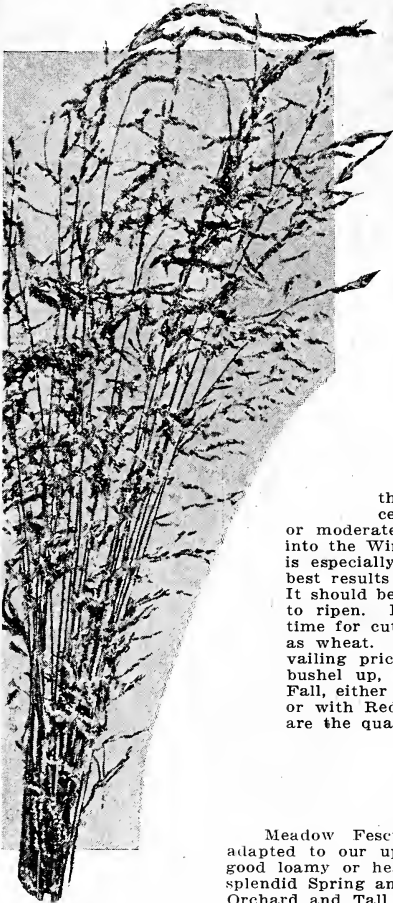 th
ce
or moderate
into the Win
is especially
best results
It should be
to ripen. I
time for cut
as wheat.
vailing pric
bushel up,
Fall, either
or with Red
are the qua
Meadow Fesc
adapted to our up
good loamy or he
splendid Spring an
Orchard and Tall